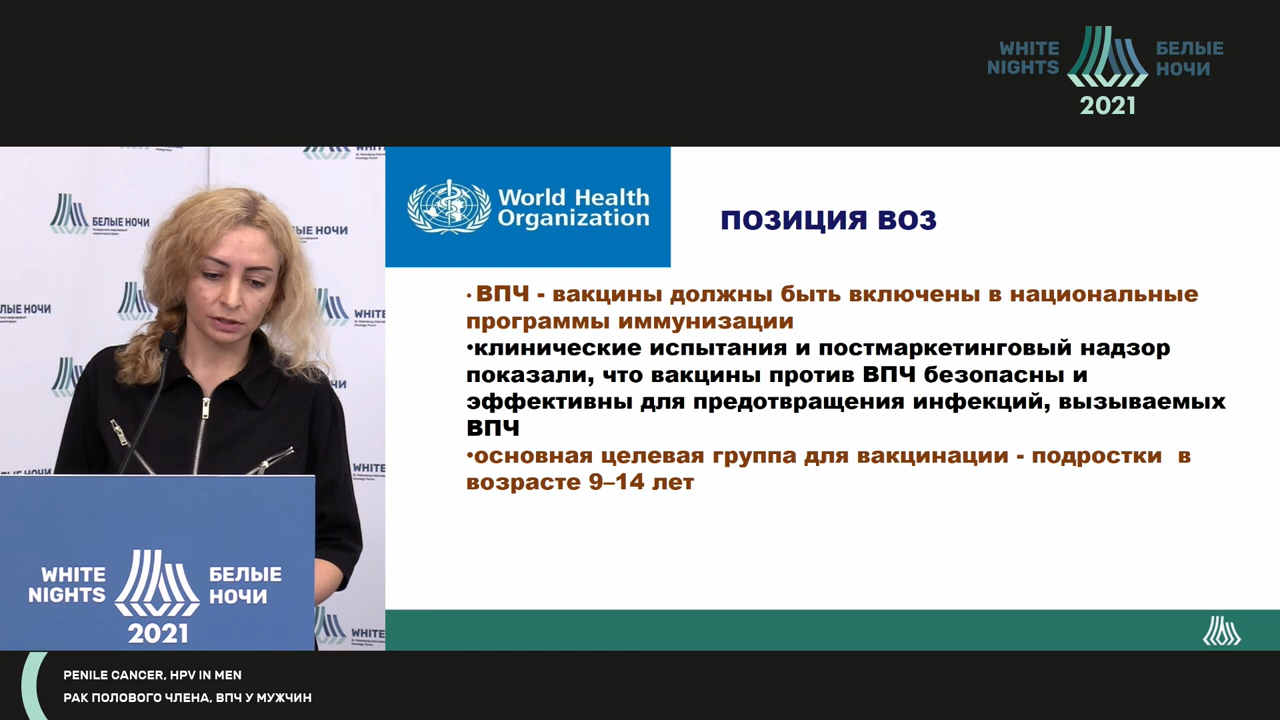 WHITE
NIGHTS
БЕЛЫЕ
НОЧИ
2021
БЕЛЫЕ НОЧИ
World Health
Organization
ПОЗИЦИЯ ВОЗ
· ВПЧ - вакцины должны быть включены в национальные
программы иммунизации
•клинические испытания и постмаркетинговый надзор
показали, что вакцины против ВПЧ безопасны и
эффективны для предотвращения инфекций, вызываемых
ВПЧ
•основная целевая группа для вакцинации - подростки в
возрасте 9–14 лет
WHITE
NIGHTS
БЕЛЫЕ
НОЧИ
2021
PENILE CANCER, HPV IN MEN
РАК ПОЛОВОГО ЧЛЕНА, ВПЧ У МУЖЧИН